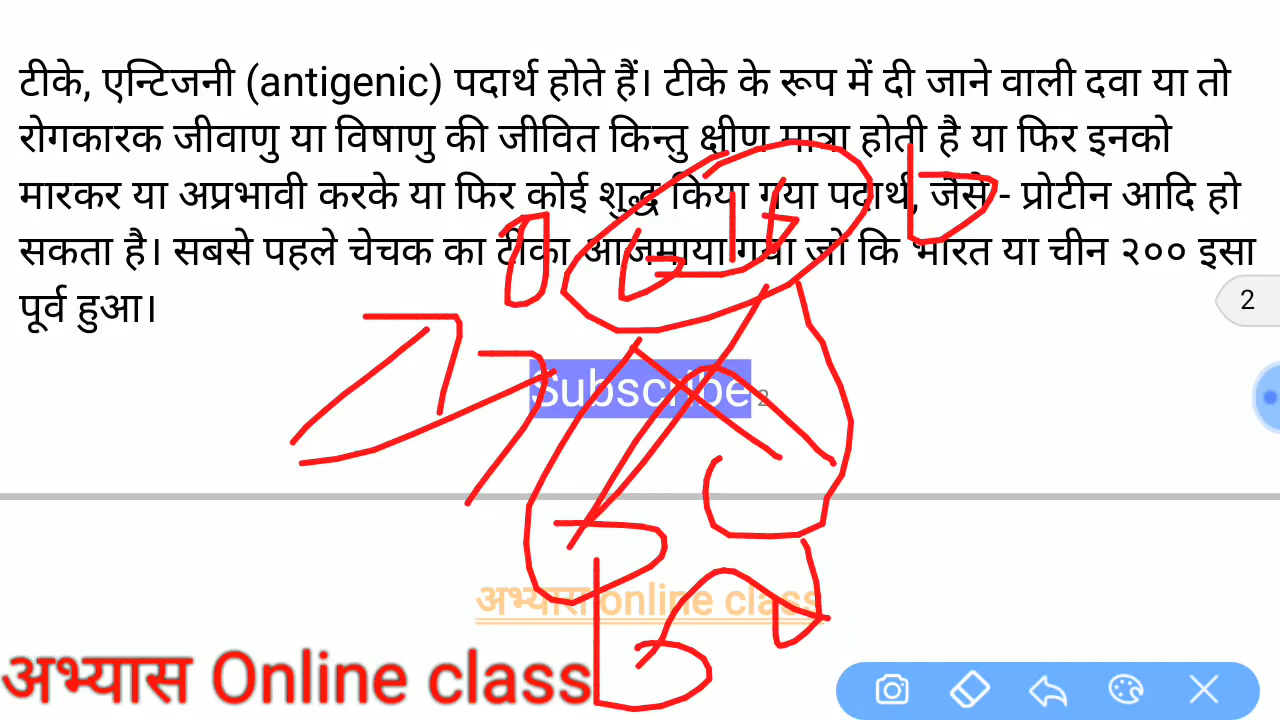 टीके, एन्टिजनी (antigenic) पदार्थ होते हैं। टीके के रूप में दी जाने वाली दवा या तो
रोगकारक जीवाणु या विषाणु की जीवित किन्तु क्षीण मात्रा होती है या फिर इनको
मारकर या अप्रभावी करके या फिर कोई शुद्ध किया गया पदार्थ, जैसे - प्रोटीन आदि हो
सकता है। सबसे पहले चेचक का टीका आजमाया गया जो कि भारत या चीन २०० इसा
पूर्व हुआ।
2
Subscribe 2
अभ्यास online class
अभ्यास Online class